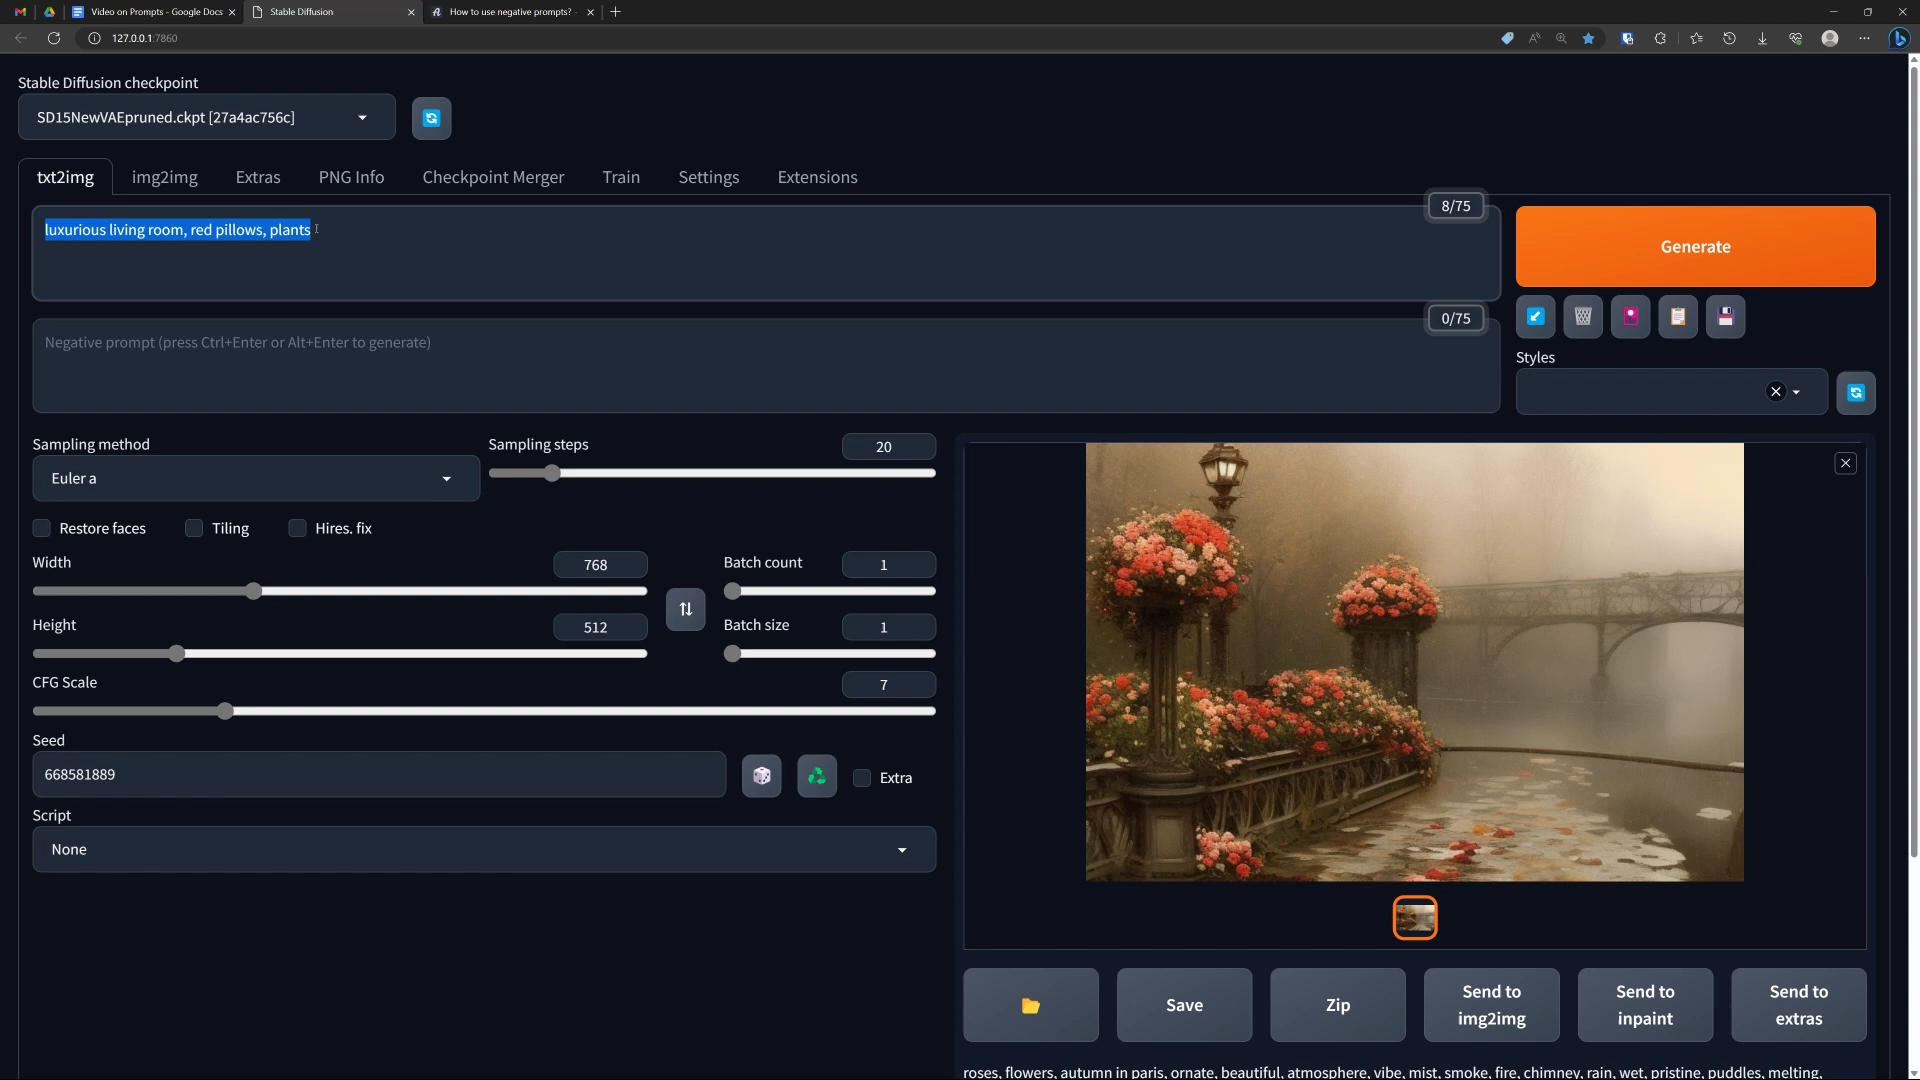 Video on Prompts - Google Docs
Stable Diffusion
How to use negative prompts? -
127.0.0.1:7860
Stable Diffusion checkpoint
SD15NewVAEpruned.ckpt [27a4ac756c]
txt2img
img2img
Extras
PNG Info
Checkpoint Merger
Train
Settings
Extensions
8/75
luxurious living room, red pillows, plants
Generate
0/75
Negative prompt (press Ctrl+Enter or Alt+Enter to generate)
Styles
Sampling method
Sampling steps
20
Euler a
Restore faces
Tiling
Hires. fix
Width
768
Batch count
1
Height
512
Batch size
1
CFG Scale
7
Seed
668581889
Extra
Script
None
Save
Zip
Send to
img2img
Send to
inpaint
Send to
extras
roses, flowers, autumn in paris, ornate, beautiful, atmosphere, vibe, mist, smoke, fire, chimney, rain, wet, pristine, puddles, melting,